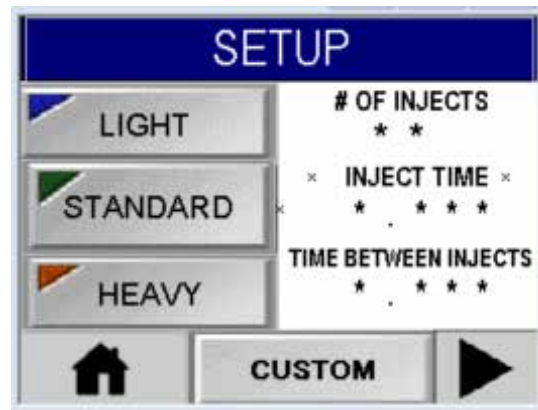 SETUP
LIGHT
STANDARD
HEAVY
# OF INJECTS
* *
INJECT TIME
* . * * *
TIME BETWEEN INJECTS
* . * * *
CUSTOM